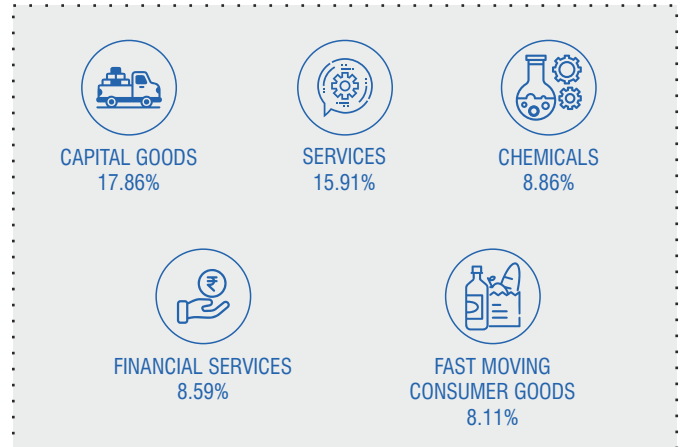 CAPITAL GOODS
17.86%
SERVICES
15.91%
CHEMICALS
8.86%
₹
FINANCIAL SERVICES
8.59%
FAST MOVING
CONSUMER GOODS
8.11%